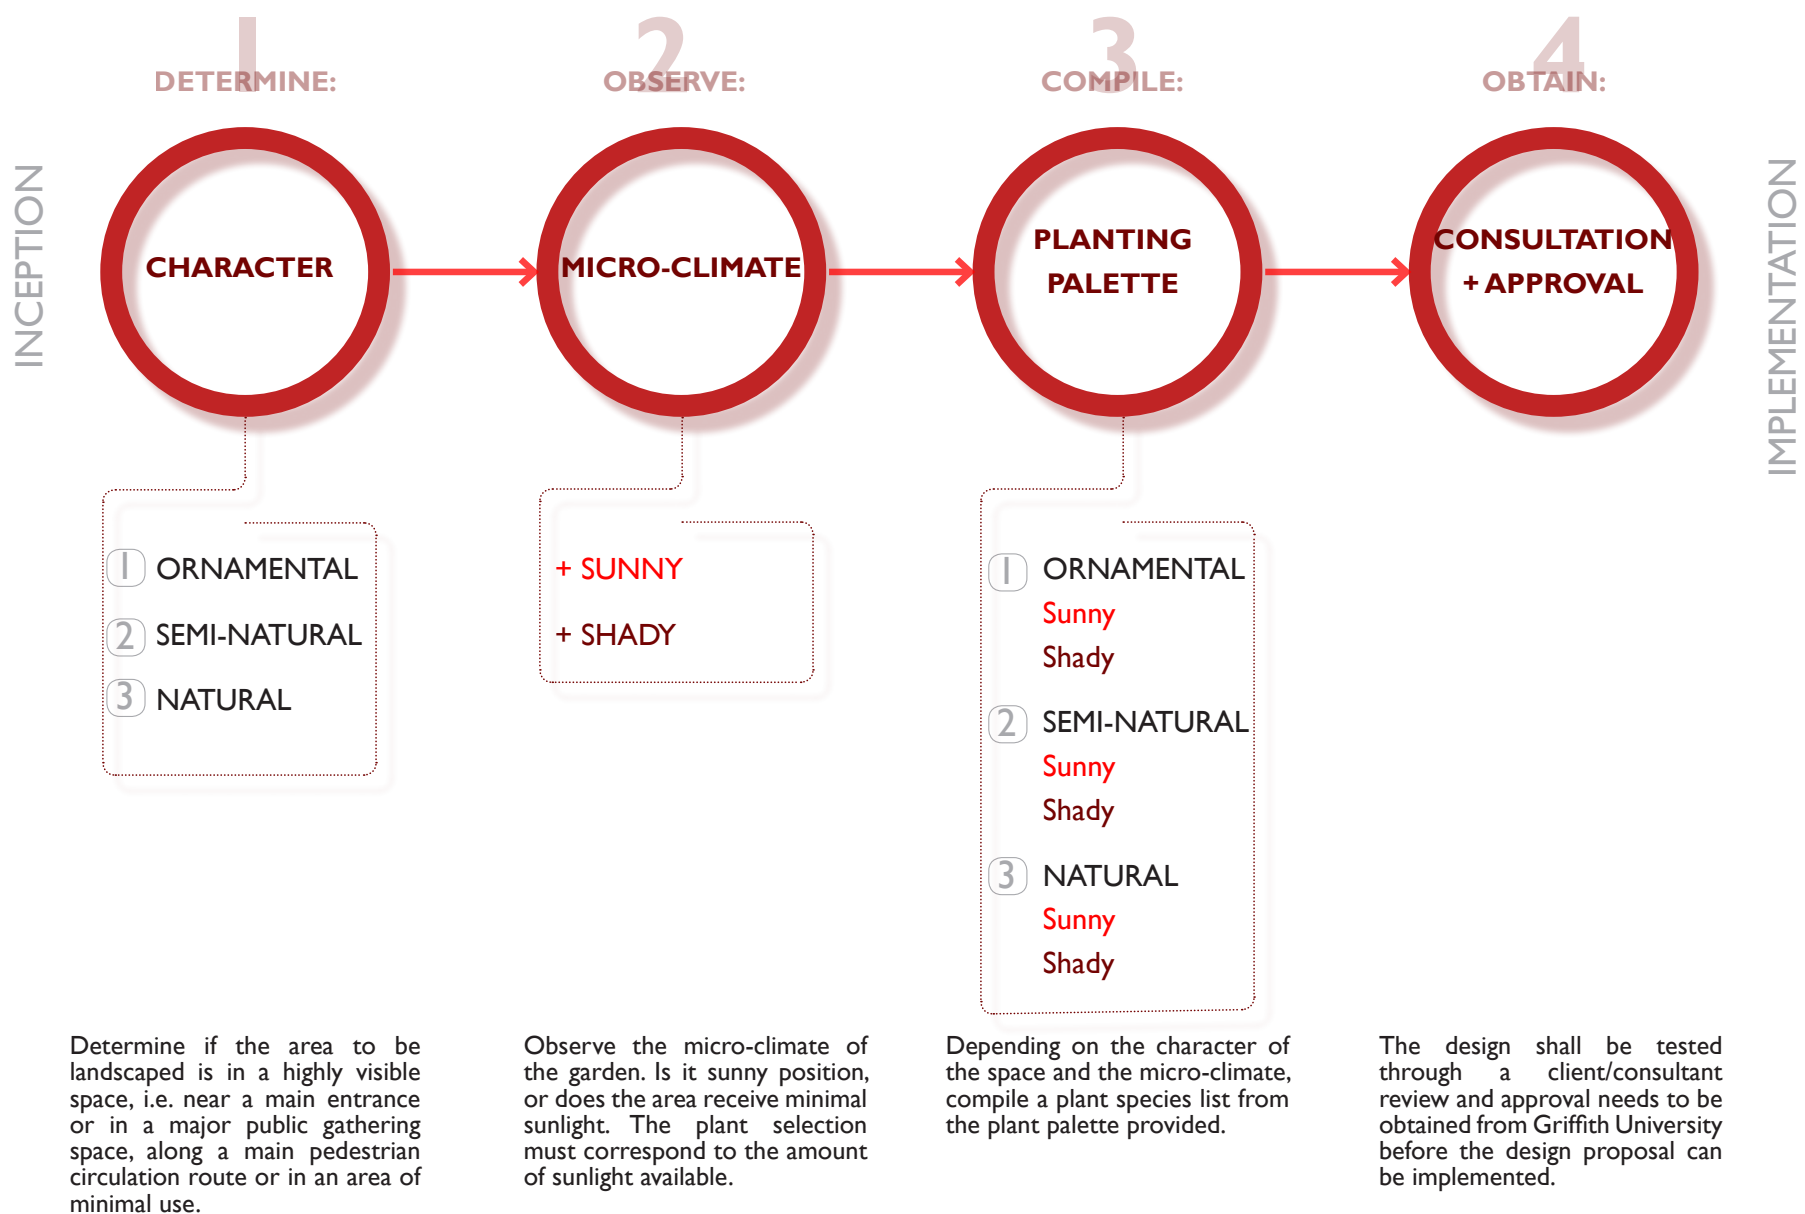 1
DETERMINE:
2
OBSERVE:
3
COMPILE:
4
OBTAIN:
INCEPTION
CHARACTER
MICRO-CLIMATE
PLANTING
PALETTE
CONSULTATION
+ APPROVAL
IMPLEMENTATION
1 ORNAMENTAL
2 SEMI-NATURAL
3 NATURAL
+ SUNNY
+ SHADY
1 ORNAMENTAL
Sunny
Shady
2 SEMI-NATURAL
Sunny
Shady
3 NATURAL
Sunny
Shady
Determine if the area to be
landscaped is in a highly visible
space, i.e. near a main entrance
or in a major public gathering
space, along a main pedestrian
circulation route or in an area of
minimal use.
Observe the micro-climate of
the garden. Is it sunny position,
or does the area receive minimal
sunlight. The plant selection
must correspond to the amount
of sunlight available.
Depending on the character of
the space and the micro-climate,
compile a plant species list from
the plant palette provided.
The design shall be tested
through a client/consultant
review and approval needs to be
obtained from Griffith University
before the design proposal can
be implemented.